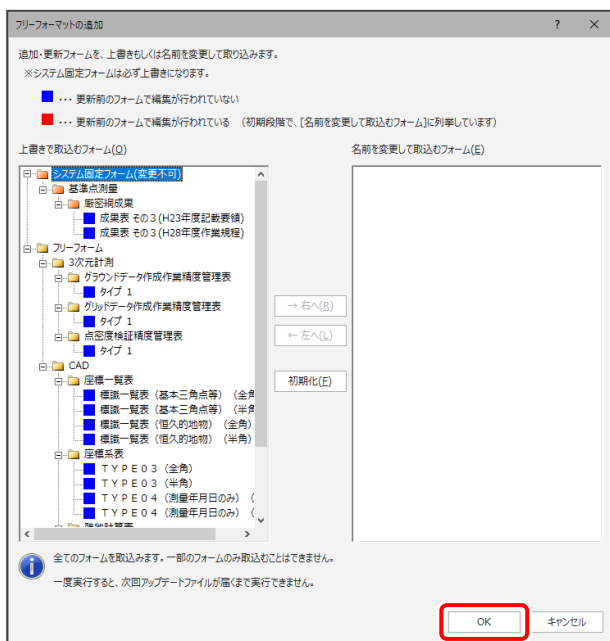 フリーフォーマットの追加
追加・更新フォームを、上書きもしくは名前を変更して取り込みます。
※システム固定フォームは必ず上書きになります。
・・・ 更新前のフォームで編集が行われていない
・・・ 更新前のフォームで編集が行われている （初期段階で、[名前を変更して取込むフォーム]に列挙しています）
上書きで取込むフォーム(O)
システム固定フォーム(変更不可)
基準点測量
厳密網成果
成果表 その３(H23年度記載要領)
成果表 その３(H28年度作業規程)
フリーフォーム
3次元計測
グラウンドデータ作成作業精度管理表
タイプ 1
グリッドデータ作成作業精度管理表
タイプ 1
点密度検証精度管理表
タイプ 1
CAD
座標一覧表
標識一覧表（基本三角点等）（全角
標識一覧表（基本三角点等）（半角
標識一覧表（恒久的地物）（全角）
標識一覧表（恒久的地物）（半角）
座標系表
ＴＹＰＥ０３（全角）
ＴＹＰＥ０３（半角）
ＴＹＰＥ０４（測量年月日のみ）（
ＴＹＰＥ０４（測量年月日のみ）（
名前を変更して取込むフォーム(E)
→ 右へ(R)
← 左へ(L)
初期化(F)
全てのフォームを取込みます。一部のフォームのみ取込むことはできません。
一度実行すると、次回アップデートファイルが届くまで実行できません。
OK
キャンセル